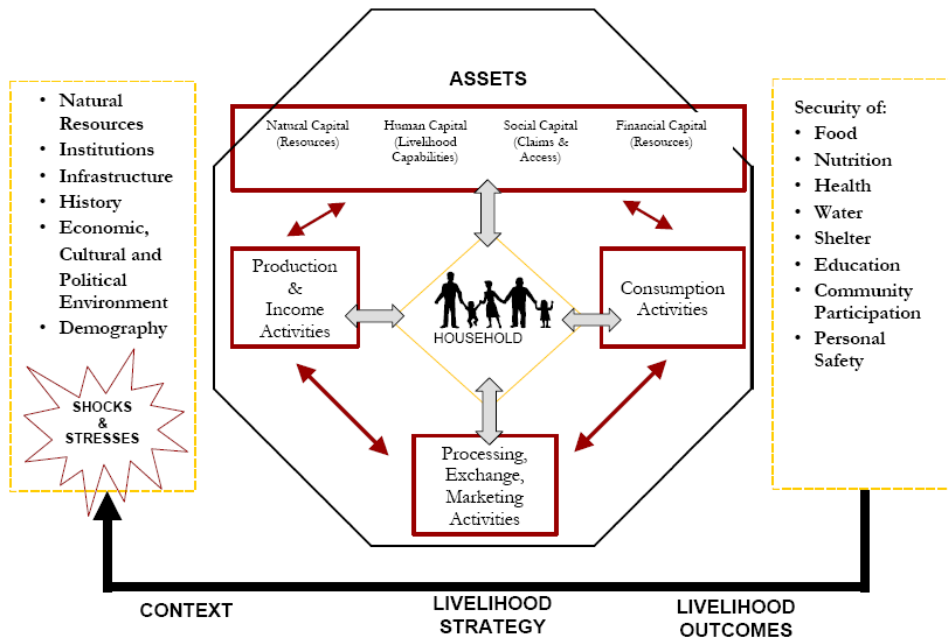 ASSETS
Natural Capital
(Resources)
Human Capital
(Livelihood
Capabilities)
Social Capital
(Claims &
Access)
Financial Capital
(Resources)
• Natural
Resources
• Institutions
• Infrastructure
• History
• Economic,
Cultural and
Political
Environment
• Demography
SHOCKS
&
STRESSES
Production
&
Income
Activities
HOUSEHOLD
Consumption
Activities
Processing,
Exchange,
Marketing
Activities
Security of:
• Food
• Nutrition
• Health
• Water
• Shelter
• Education
• Community
Participation
• Personal
Safety
CONTEXT
LIVELIHOOD
STRATEGY
LIVELIHOOD
OUTCOMES